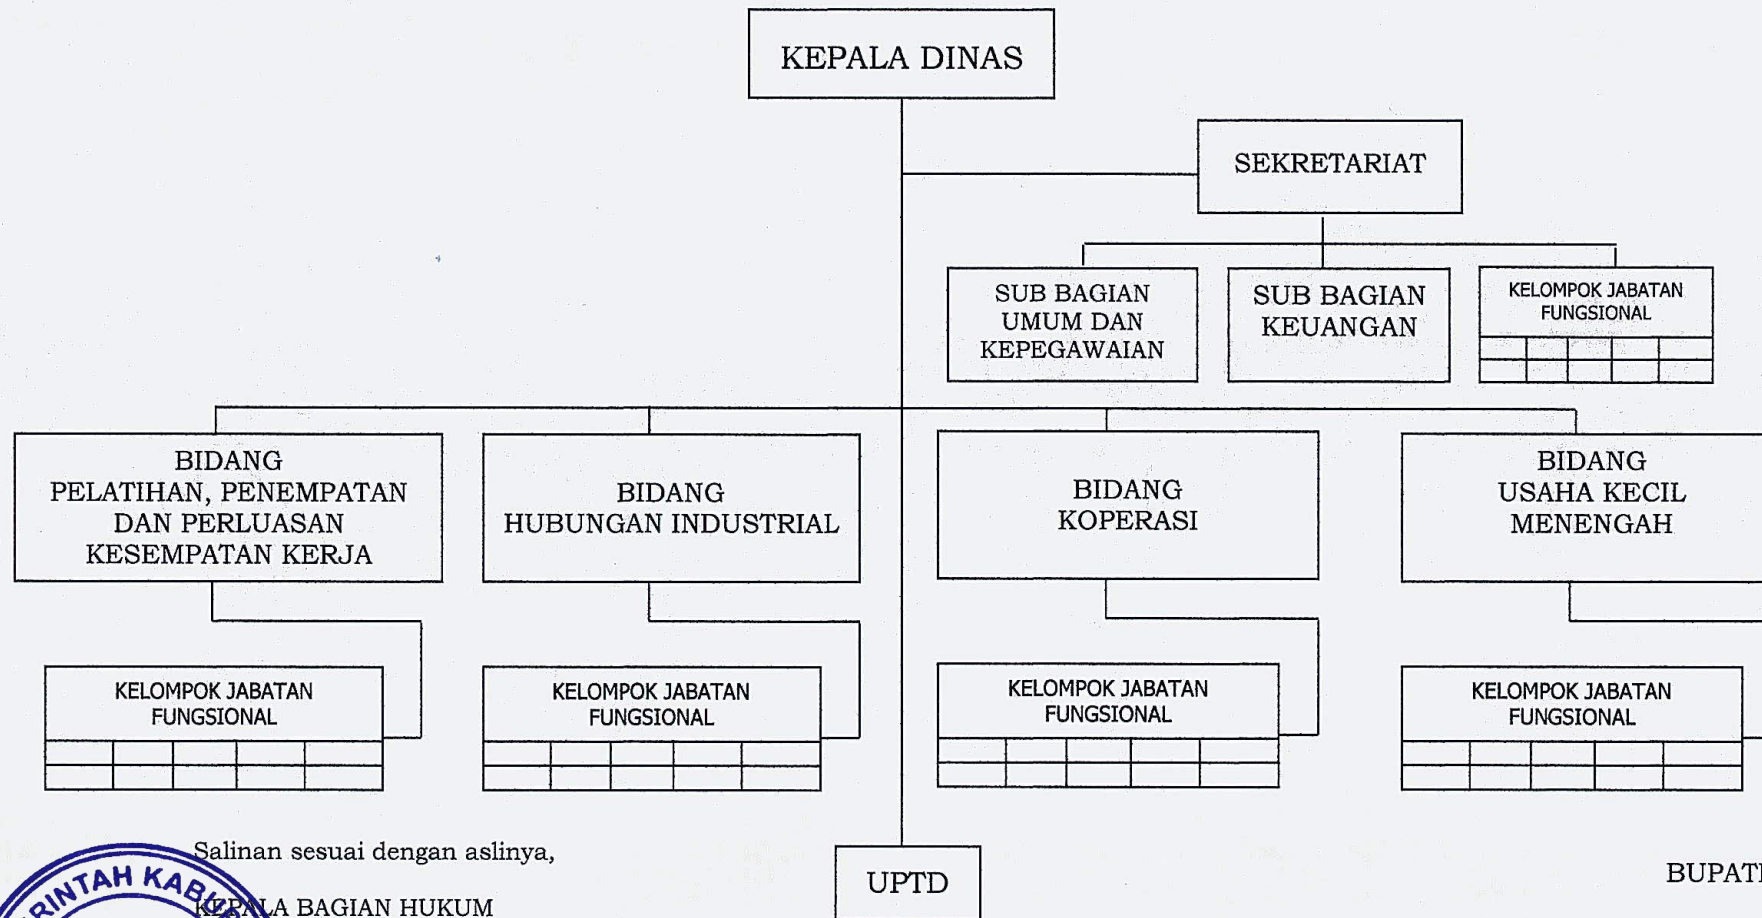 KEPALA DINAS
SEKRETARIAT
SUB BAGIAN
UMUM DAN
KEPEGAWAIAN
SUB BAGIAN
KEUANGAN
KELOMPOK JABATAN
FUNGSIONAL
BIDANG
PELATIHAN, PENEMPATAN
DAN PERLUASAN
KESEMPATAN KERJA
BIDANG
HUBUNGAN INDUSTRIAL
BIDANG
KOPERASI
BIDANG
USAHA KECIL
MENENGAH
KELOMPOK JABATAN
FUNGSIONAL
KELOMPOK JABATAN
FUNGSIONAL
KELOMPOK JABATAN
FUNGSIONAL
KELOMPOK JABATAN
FUNGSIONAL
Salinan sesuai dengan aslinya,
KEPALA BAGIAN HUKUM
UPTD
BUPATI